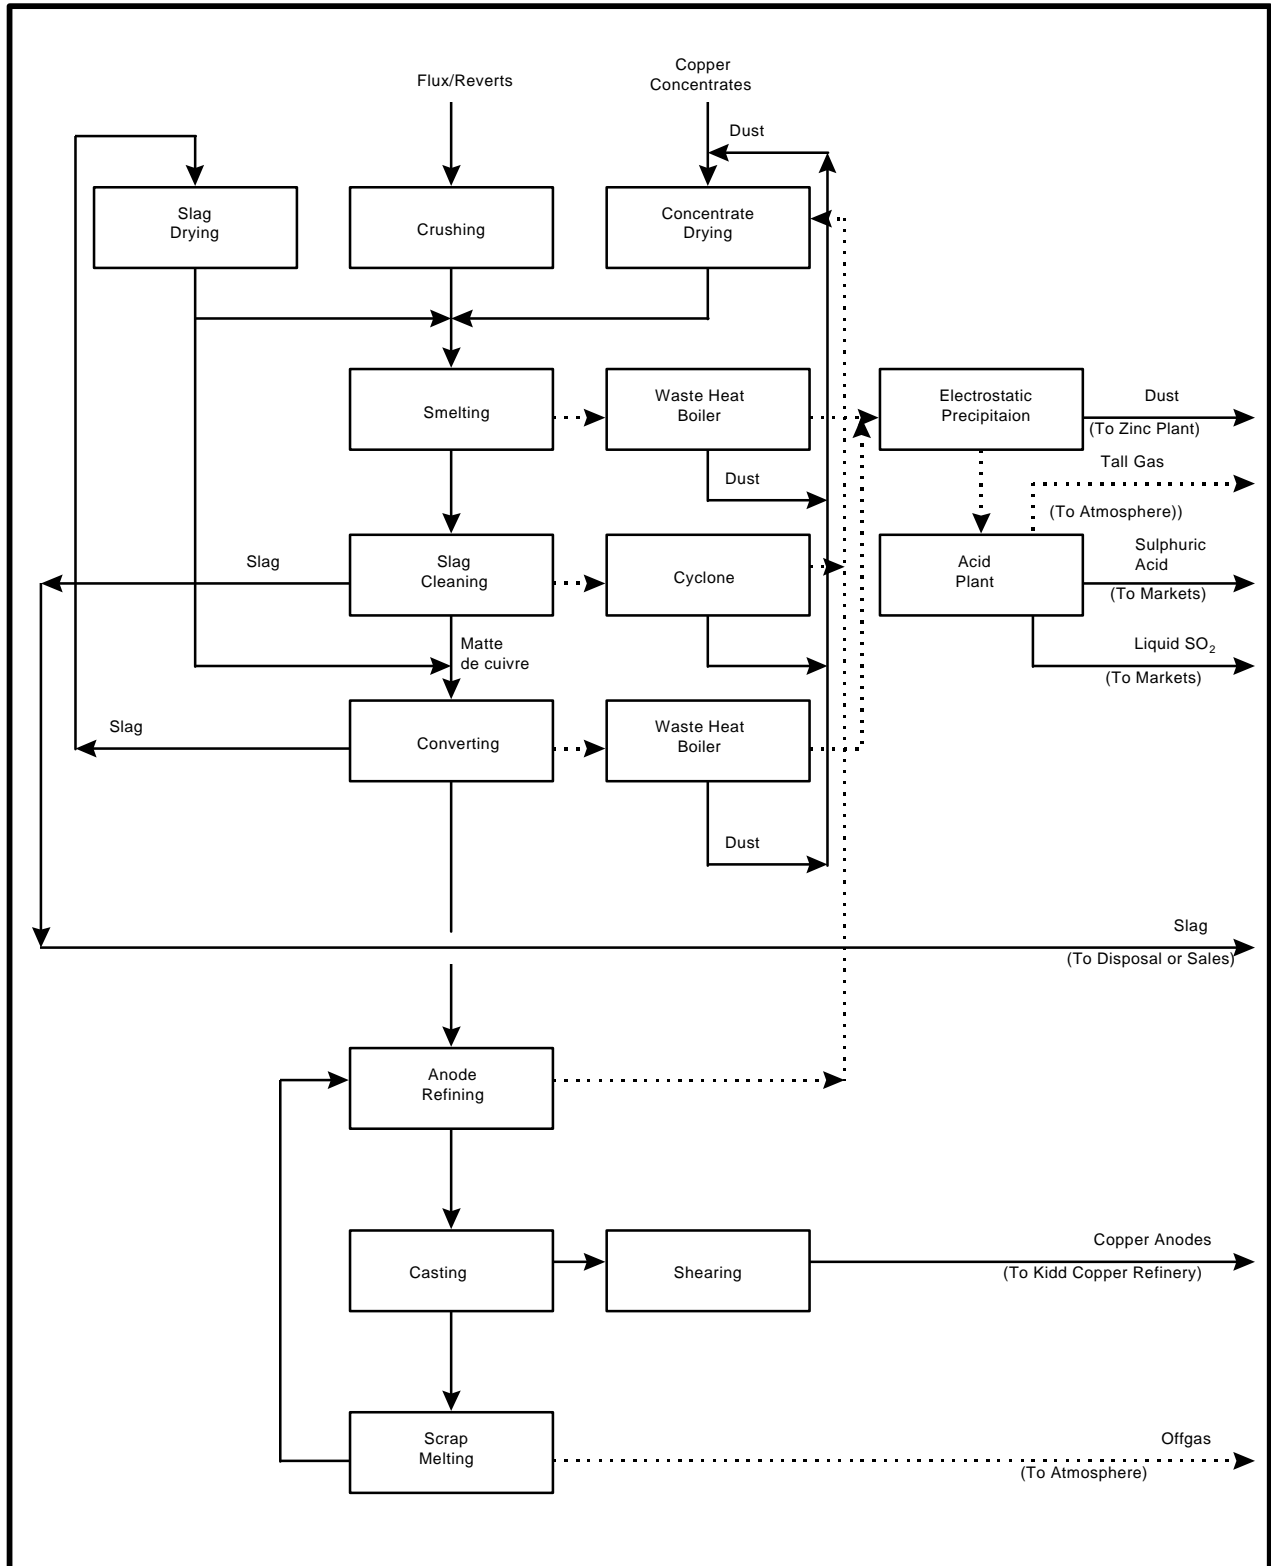 Flux/Reverts
Copper
Concentrates
Dust
Slag
Drying
Crushing
Concentrate
Drying
Smelting
Waste Heat
Boiler
Electrostatic
Precipitaion
Dust
(To Zinc Plant)
Dust
Tall Gas
(To Atmosphere))
Slag
Slag
Cleaning
Cyclone
Acid
Plant
Sulphuric
Acid
(To Markets)
Matte
de cuivre
Liquid SO₂
(To Markets)
Slag
Converting
Waste Heat
Boiler
Dust
Slag
(To Disposal or Sales)
Anode
Refining
Casting
Shearing
Copper Anodes
(To Kidd Copper Refinery)
Scrap
Melting
Offgas
(To Atmosphere)